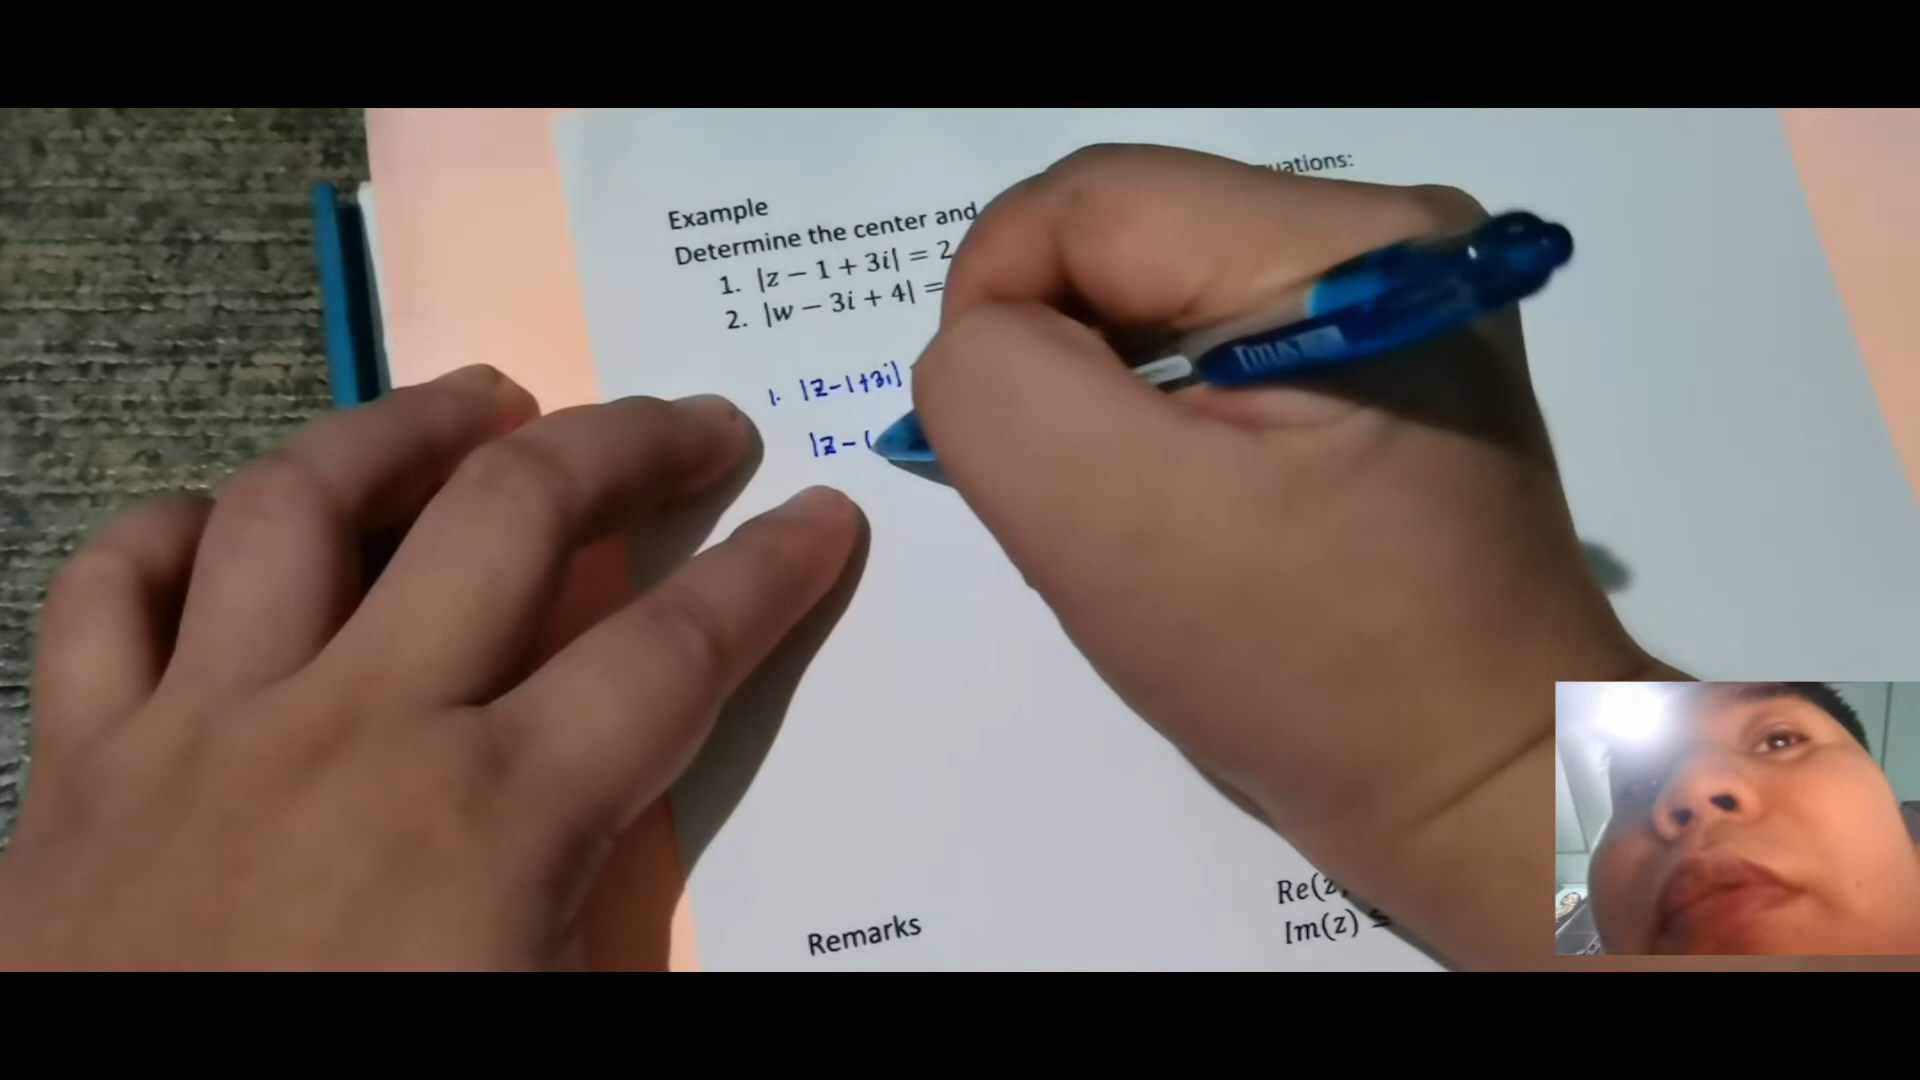 Example
Determine the center and
uations:
1. |z − 1 + 3i| = 2
2. |w − 3i + 4| =
1. |z-1+3i|
|z-(
TITUS
Remarks
Re(z)
Im(z) ≤